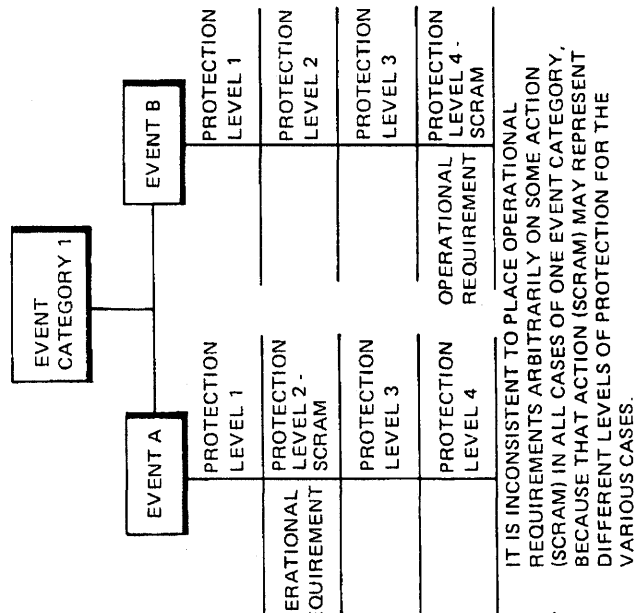 EVENT
CATEGORY 1
EVENT A
EVENT B
PROTECTION
LEVEL 1
ERATIONAL
EQUIREMENT
PROTECTION
LEVEL 2 -
SCRAM
PROTECTION
LEVEL 3
PROTECTION
LEVEL 4
PROTECTION
LEVEL 1
PROTECTION
LEVEL 2
PROTECTION
LEVEL 3
OPERATIONAL
REQUIREMENT
PROTECTION
LEVEL 4 -
SCRAM
IT IS INCONSISTENT TO PLACE OPERATIONAL
REQUIREMENTS ARBITRARILY ON SOME ACTION
(SCRAM) IN ALL CASES OF ONE EVENT CATEGORY,
BECAUSE THAT ACTION (SCRAM) MAY REPRESENT
DIFFERENT LEVELS OF PROTECTION FOR THE
VARIOUS CASES.